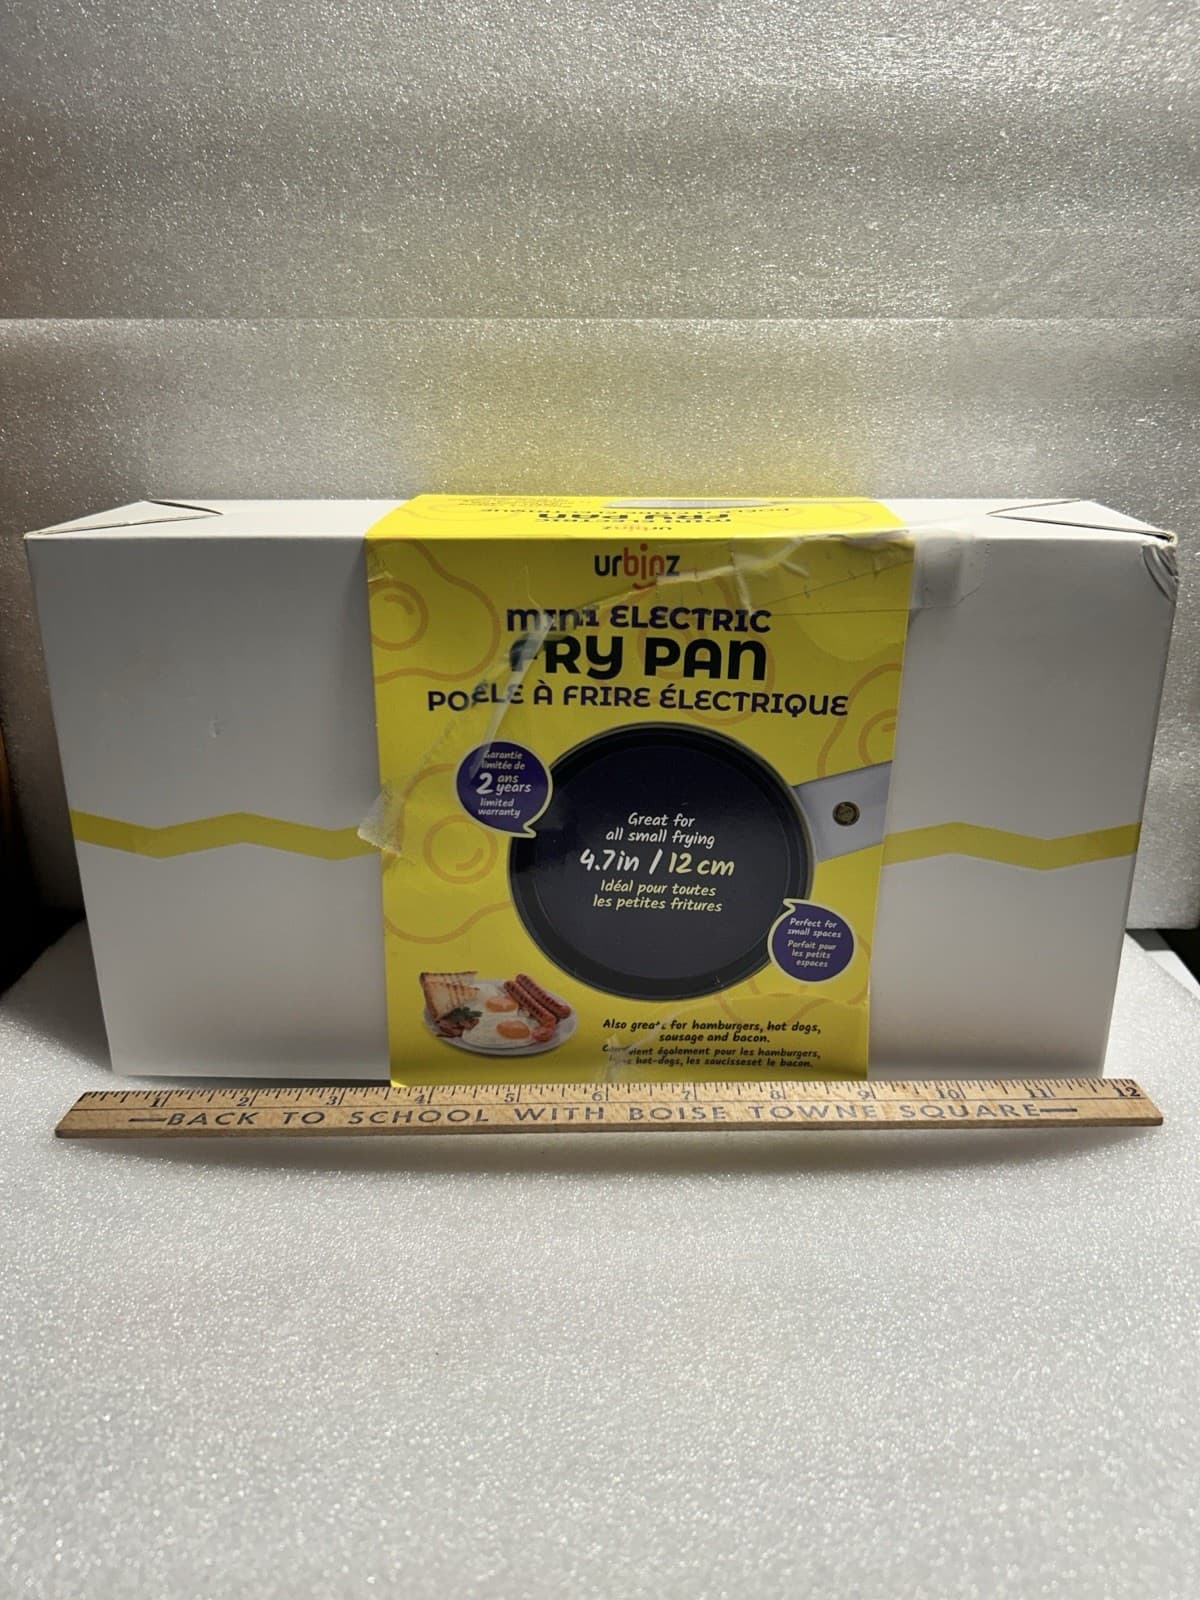 urbinz
MINI ELECTRIC
FRY PAN
POÊLE À FRIRE ÉLECTRIQUE
Garantie
limitée de
2 ans
years
limited
warranty
Great for
all small frying
4.7in / 12 cm
Idéal pour toutes
les petites fritures
Perfect for
small spaces
Parfait pour
les petits
espaces
Also great for hamburgers, hot dogs,
sausage and bacon.
également pour les hamburgers,
hot-dogs, les saucisseset le bacon.
1 2 3 4 5 6 7 8 9 10 11 12
BACK TO SCHOOL WITH BOISE TOWNE SQUARE